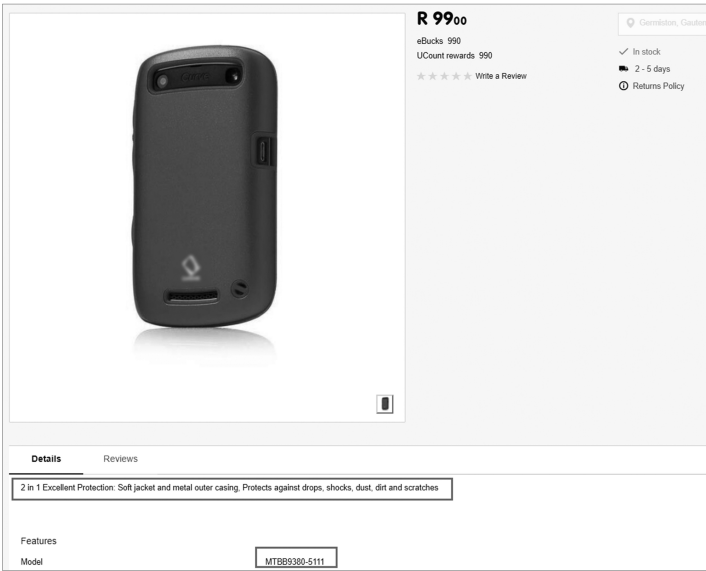 R 9900
eBucks 990
UCount rewards 990
Write a Review
Germiston, Gauten
In stock
2 - 5 days
Returns Policy
Details Reviews
2 in 1 Excellent Protection: Soft jacket and metal outer casing, Protects against drops, shocks, dust, dirt and scratches
Features
Model MTBB9380-5111